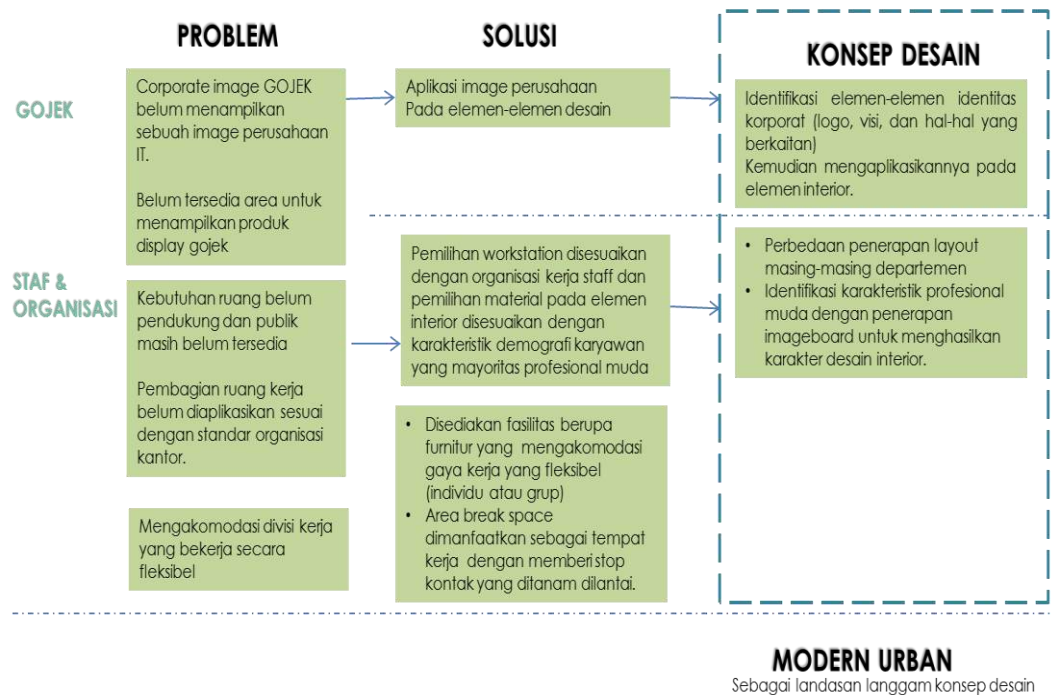 PROBLEM
SOLUSI
KONSEP DESAIN
GOJEK
Corporate image GOJEK
belum menampilkan
sebuah image perusahaan
IT.
Belum tersedia area untuk
menampilkan produk
display gojek
Aplikasi image perusahaan
Pada elemen-elemen desain
Identifikasi elemen-elemen identitas
korporat (logo, visi, dan hal-hal yang
berkaitan)
Kemudian mengaplikasikannya pada
elemen interior.
STAF &
ORGANISASI
Kebutuhan ruang belum
pendukung dan publik
masih belum tersedia
Pembagian ruang kerja
belum diaplikasikan sesuai
dengan standar organisasi
kantor.
Pemilihan workstation disesuaikan
dengan organisasi kerja staff dan
pemilihan material pada elemen
interior disesuaikan dengan
karakteristik demografi karyawan
yang mayoritas profesional muda
• Perbedaan penerapan layout
masing-masing departemen
• Identifikasi karakteristik profesional
muda dengan penerapan
imageboard untuk menghasilkan
karakter desain interior.
Mengakomodasi divisi kerja
yang bekerja secara
fleksibel
• Disediakan fasilitas berupa
furnitur yang mengakomodasi
gaya kerja yang fleksibel
(individu atau grup)
• Area break space
dimanfaatkan sebagai tempat
kerja dengan memberi stop
kontak yang ditanam dilantai.
MODERN URBAN
Sebagai landasan langgam konsep desain